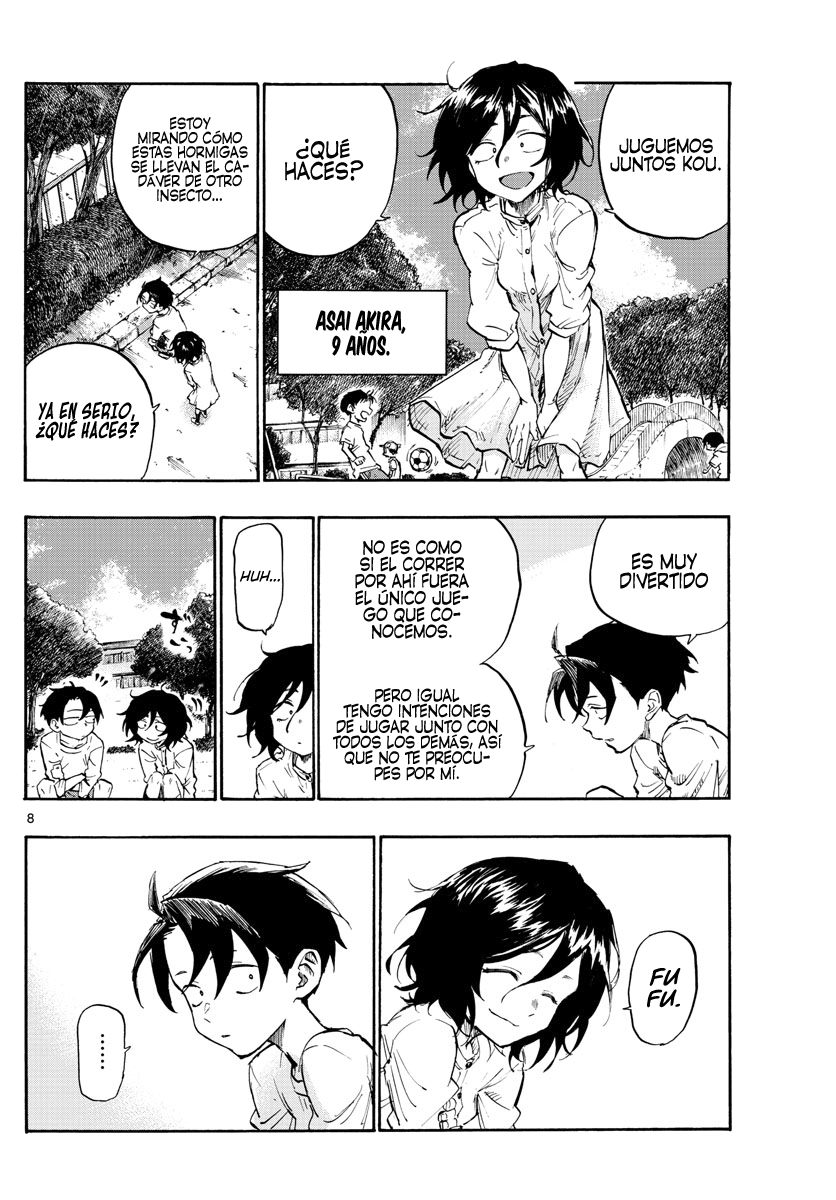 JUGUEMOS
JUNTOS KOU.
¿QUÉ
HACES?
ASAI AKIRA,
9 AÑOS.
ESTOY
MIRANDO CÓMO
ESTAS HORMIGAS
SE LLEVAN EL CA-
DÁVER DE OTRO
INSECTO...
YA EN SERIO,
¿QUÉ HACES?
ES MUY
DIVERTIDO
NO ES COMO
SI EL CORRER
POR AHÍ FUERA
EL ÚNICO JUE-
GO QUE CO-
NOCEMOS.
PERO IGUAL
TENGO INTENCIONES
DE JUGAR JUNTO CON
TODOS LOS DEMÁS, ASÍ
QUE NO TE PREOCU-
PES POR MÍ.
HUH...
8
FU
FU.
......